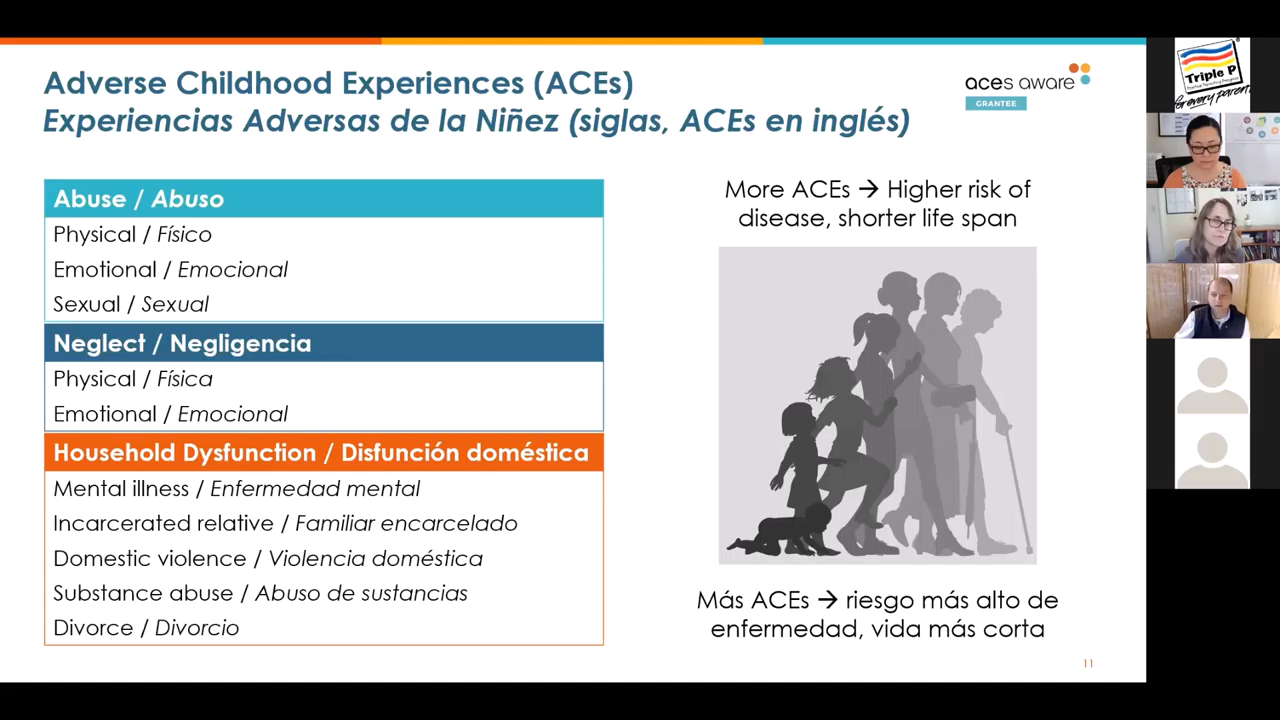 Adverse Childhood Experiences (ACEs)
Experiencias Adversas de la Niñez (siglas, ACEs en inglés)
aces aware
GRANTEE
Abuse / Abuso
Physical / Físico
Emotional / Emocional
Sexual / Sexual
Neglect / Negligencia
Physical / Física
Emotional / Emocional
Household Dysfunction / Disfunción doméstica
Mental illness / Enfermedad mental
Incarcerated relative / Familiar encarcelado
Domestic violence / Violencia doméstica
Substance abuse / Abuso de sustancias
Divorce / Divorcio
More ACEs → Higher risk of
disease, shorter life span
Más ACEs → riesgo más alto de
enfermedad, vida más corta
11
Triple P
for every paren